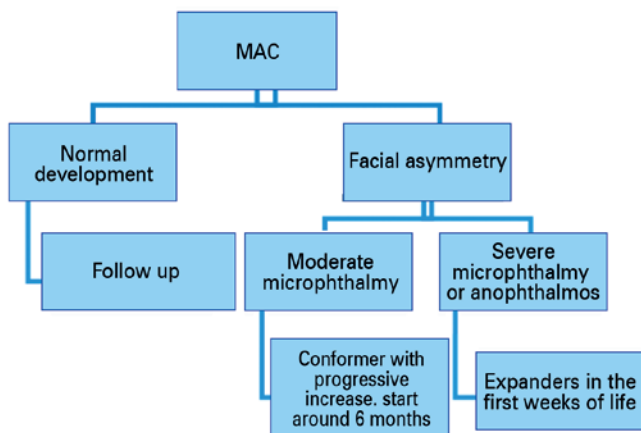 MAC
Normal
development
Facial asymmetry
Follow up
Moderate
microphthalmy
Severe
microphthalmy
or anophthalmos
Conformer with
progressive
increase. start
around 6 months
Expanders in the
first weeks of life